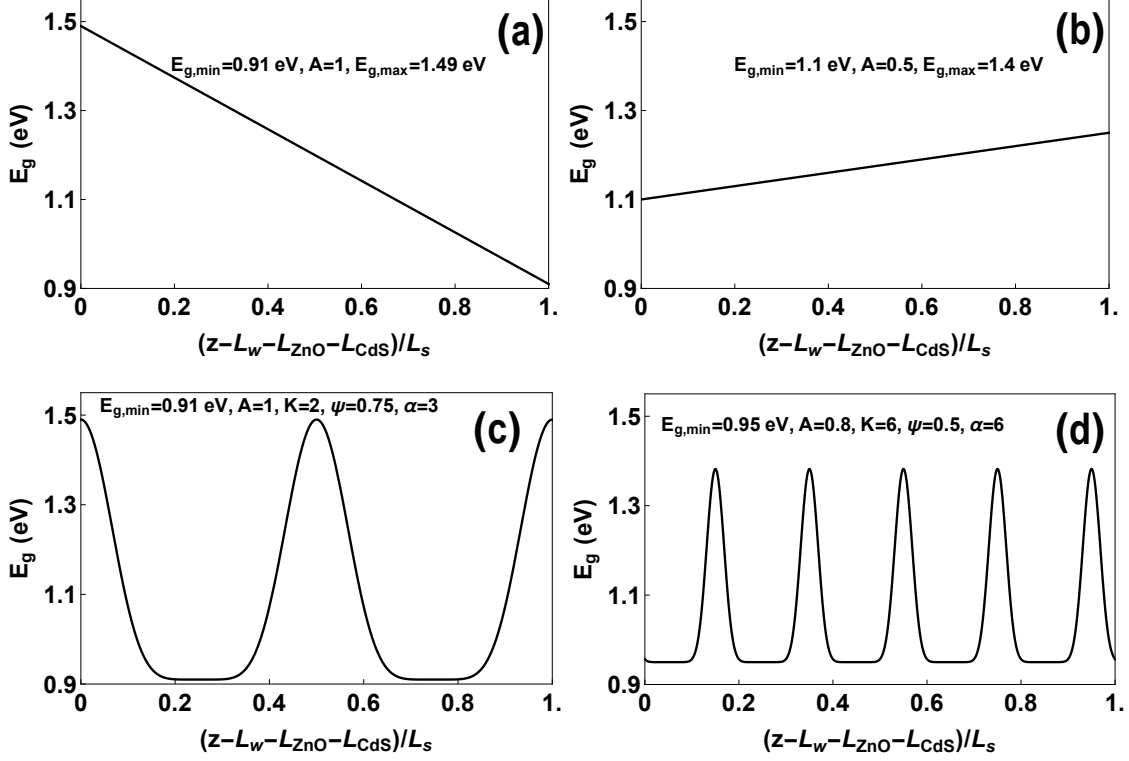 (a)
E_g,min=0.91 eV, A=1, E_g,max=1.49 eV
E_g (eV)
1.5
1.3
1.1
0.9
0 0.2 0.4 0.6 0.8 1.
(z−L_w−L_ZnO−L_CdS)/L_s
(b)
E_g,min=1.1 eV, A=0.5, E_g,max=1.4 eV
E_g (eV)
1.5
1.3
1.1
0.9
0 0.2 0.4 0.6 0.8 1.
(z−L_w−L_ZnO−L_CdS)/L_s
E_g,min=0.91 eV, A=1, K=2, ψ=0.75, α=3
(c)
E_g (eV)
1.5
1.3
1.1
0.9
0 0.2 0.4 0.6 0.8 1.
(z−L_w−L_ZnO−L_CdS)/L_s
E_g,min=0.95 eV, A=0.8, K=6, ψ=0.5, α=6
(d)
E_g (eV)
1.5
1.3
1.1
0.9
0 0.2 0.4 0.6 0.8 1.
(z−L_w−L_ZnO−L_CdS)/L_s